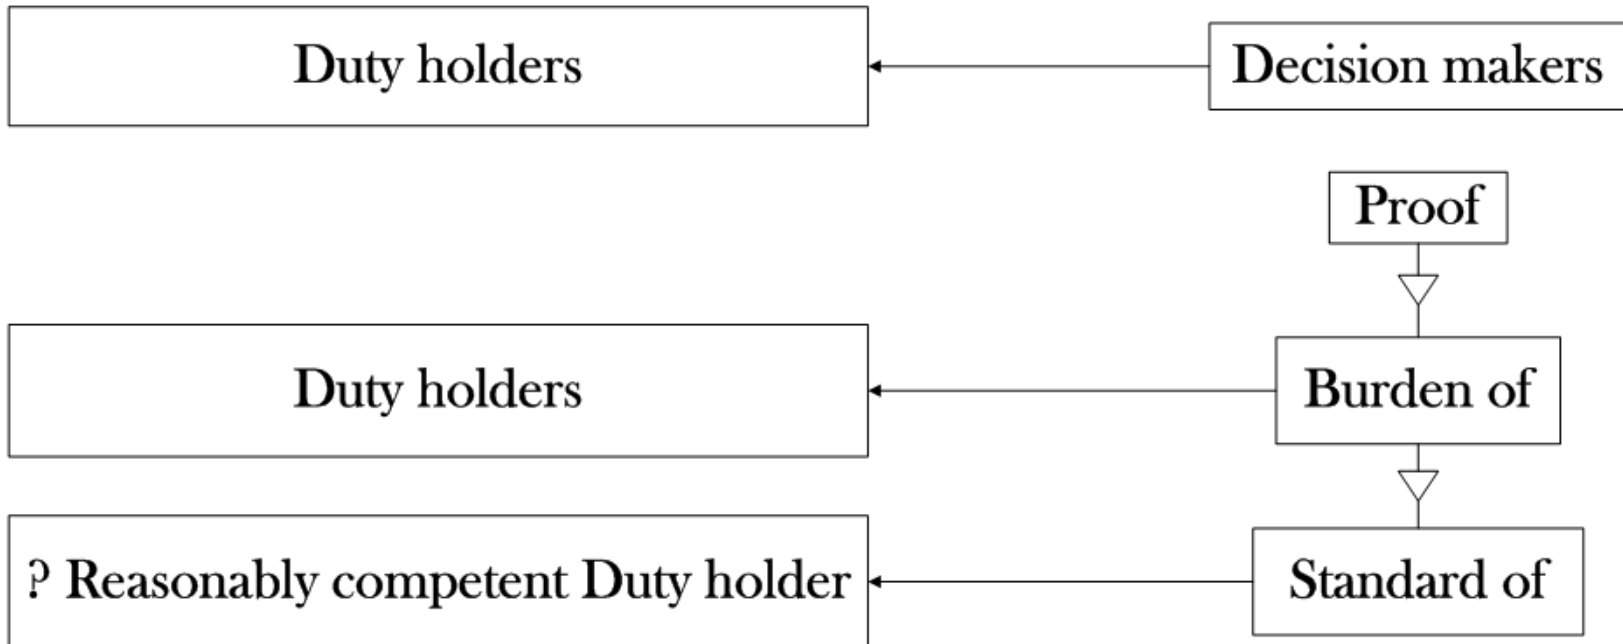 Duty holders
Decision makers
Proof
Duty holders
Burden of
? Reasonably competent Duty holder
Standard of